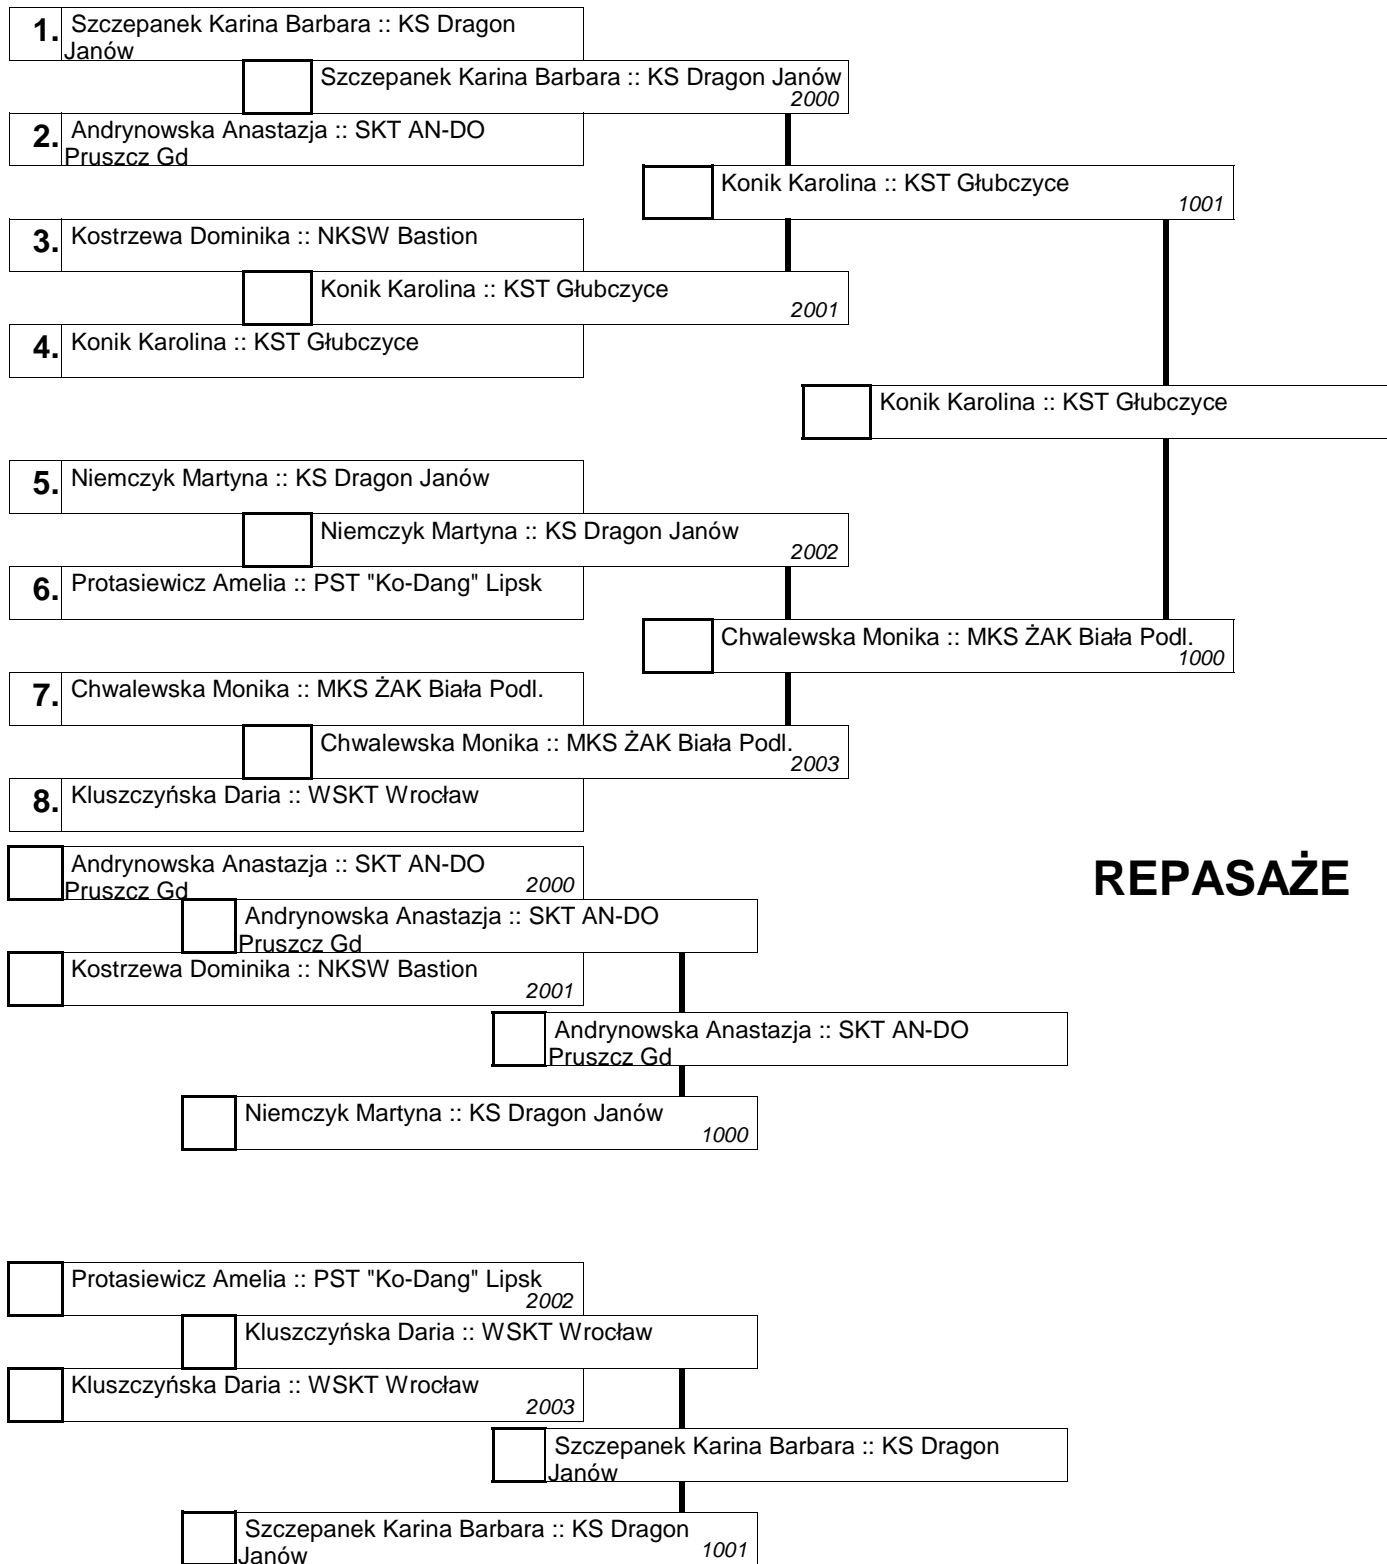 1. Szczepanek Karina Barbara :: KS Dragon
Janów
Szczepanek Karina Barbara :: KS Dragon Janów
2000
2. Andrynowska Anastazja :: SKT AN-DO
Pruszcz Gd
Konik Karolina :: KST Głubczyce
1001
3. Kostrzewa Dominika :: NKSW Bastion
Konik Karolina :: KST Głubczyce
2001
4. Konik Karolina :: KST Głubczyce
Konik Karolina :: KST Głubczyce
5. Niemczyk Martyna :: KS Dragon Janów
Niemczyk Martyna :: KS Dragon Janów
2002
6. Protasiewicz Amelia :: PST "Ko-Dang" Lipsk
Chwalewska Monika :: MKS ŻAK Biała Podl.
1000
7. Chwalewska Monika :: MKS ŻAK Biała Podl.
Chwalewska Monika :: MKS ŻAK Biała Podl.
2003
8. Kluszczyńska Daria :: WSKT Wrocław
REPASAŻE
Andrynowska Anastazja :: SKT AN-DO
Pruszcz Gd
2000
Andrynowska Anastazja :: SKT AN-DO
Pruszcz Gd
Kostrzewa Dominika :: NKSW Bastion
2001
Andrynowska Anastazja :: SKT AN-DO
Pruszcz Gd
Niemczyk Martyna :: KS Dragon Janów
1000
Protasiewicz Amelia :: PST "Ko-Dang" Lipsk
2002
Kluszczyńska Daria :: WSKT Wrocław
Kluszczyńska Daria :: WSKT Wrocław
2003
Szczepanek Karina Barbara :: KS Dragon
Janów
Szczepanek Karina Barbara :: KS Dragon
Janów
1001